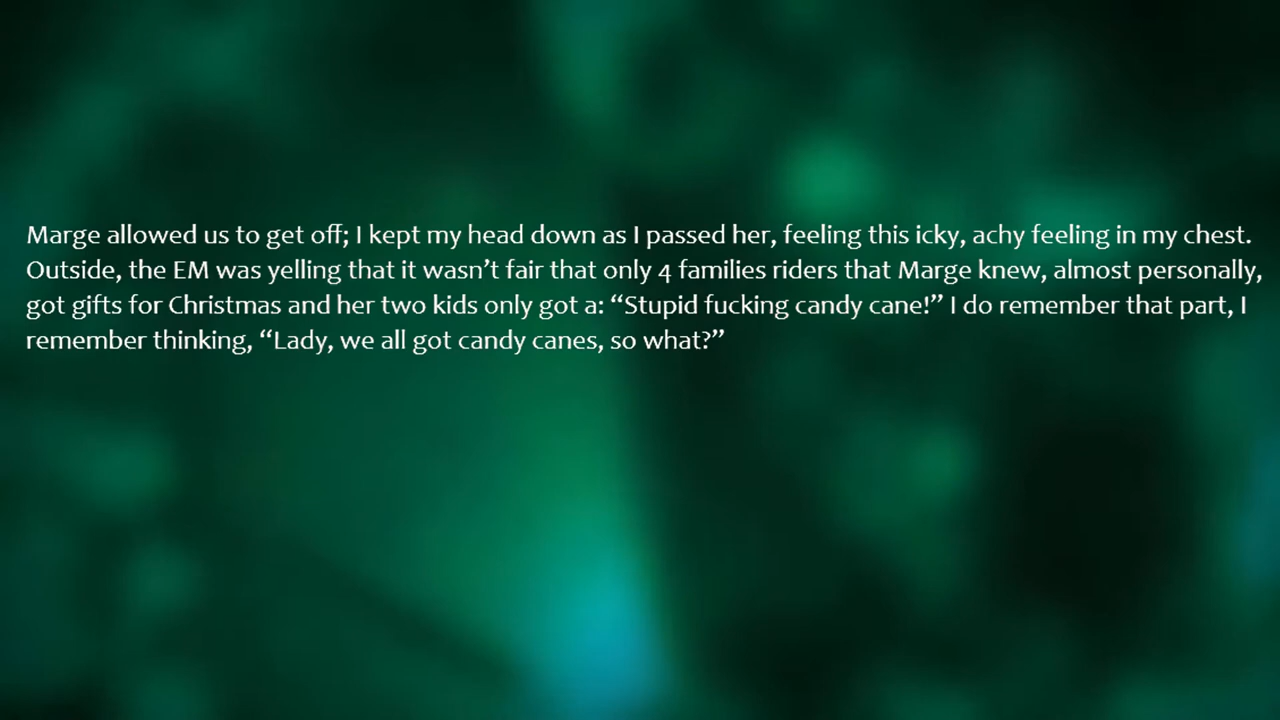 Marge allowed us to get off; I kept my head down as I passed her, feeling this icky, achy feeling in my chest.
Outside, the EM was yelling that it wasn’t fair that only 4 families riders that Marge knew, almost personally,
got gifts for Christmas and her two kids only got a: “Stupid fucking candy cane!” I do remember that part, I
remember thinking, “Lady, we all got candy canes, so what?”